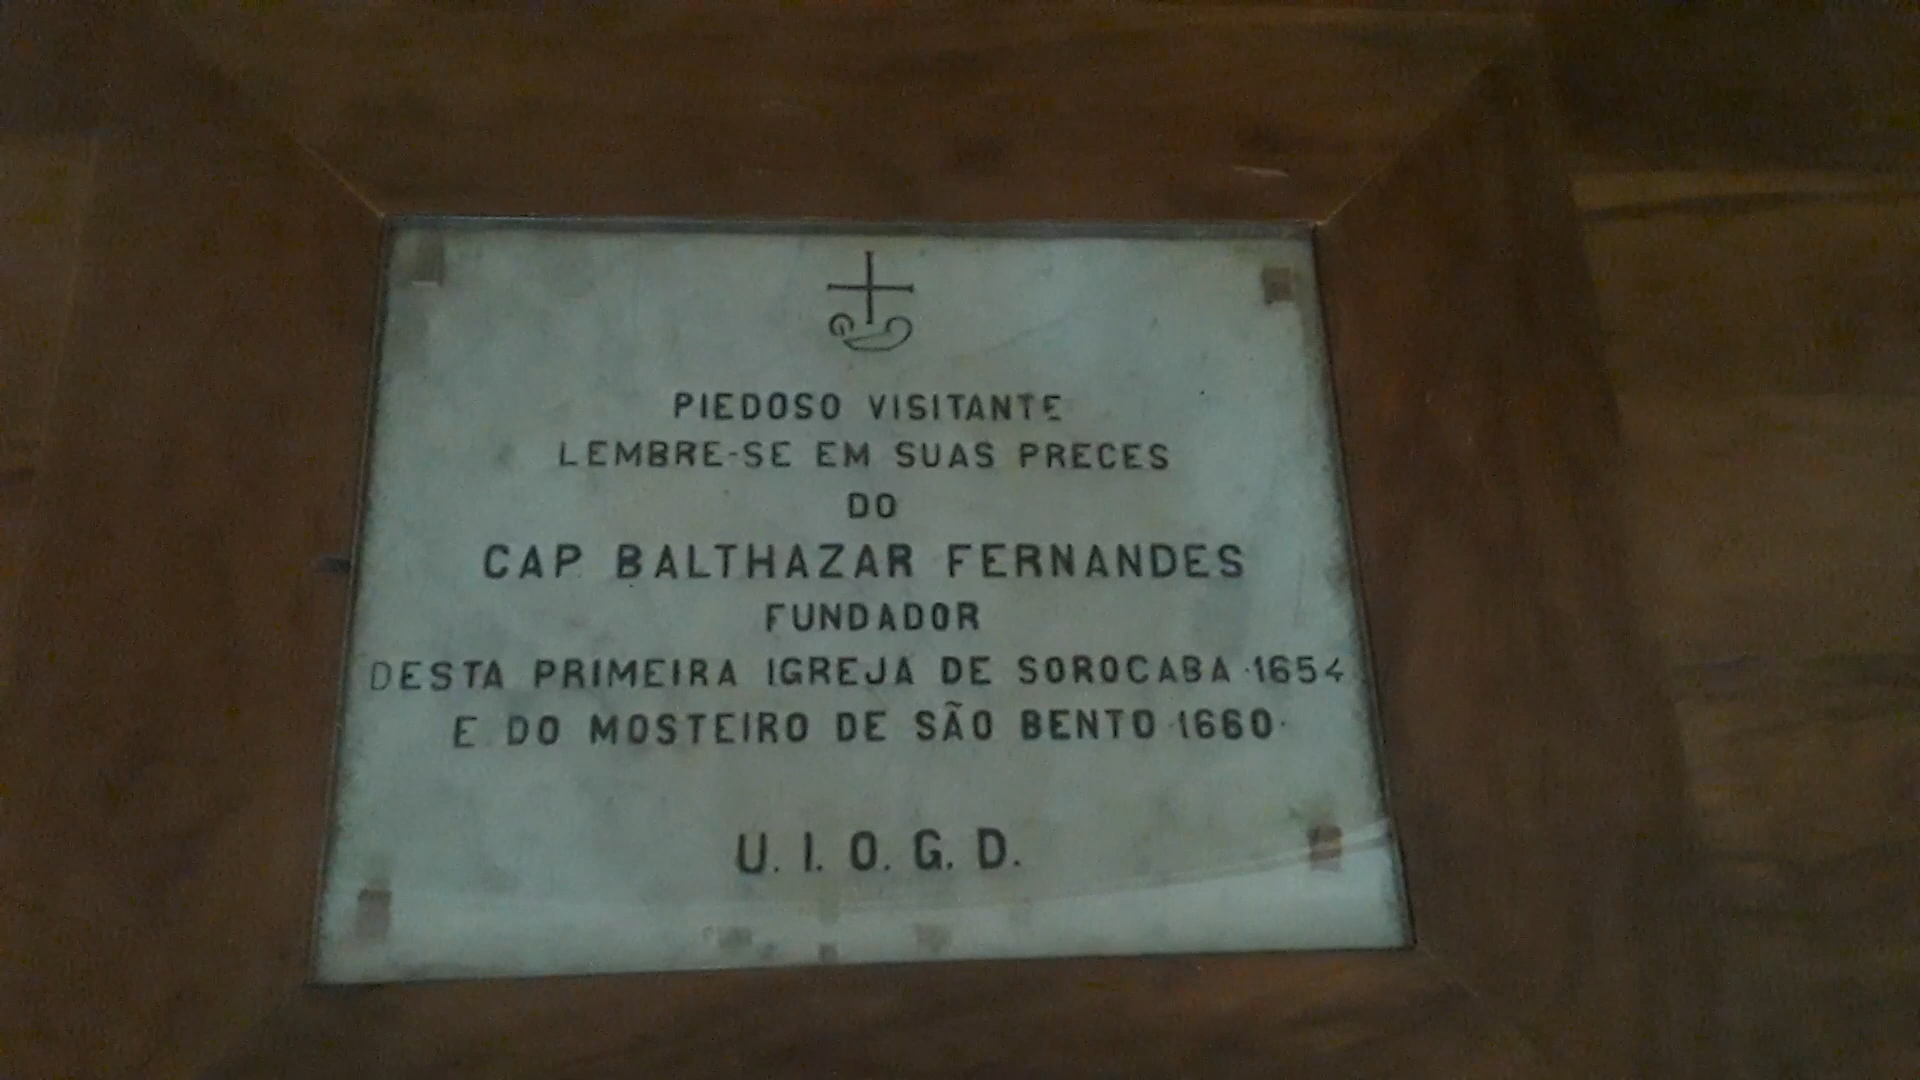 PIEDOSO VISITANTE
LEMBRE-SE EM SUAS PRECES
DO
CAP BALTHAZAR FERNANDES
FUNDADOR
DESTA PRIMEIRA IGREJA DE SOROCABA·1654
E DO MOSTEIRO DE SÃO BENTO·1660·
U. I. O. G. D.